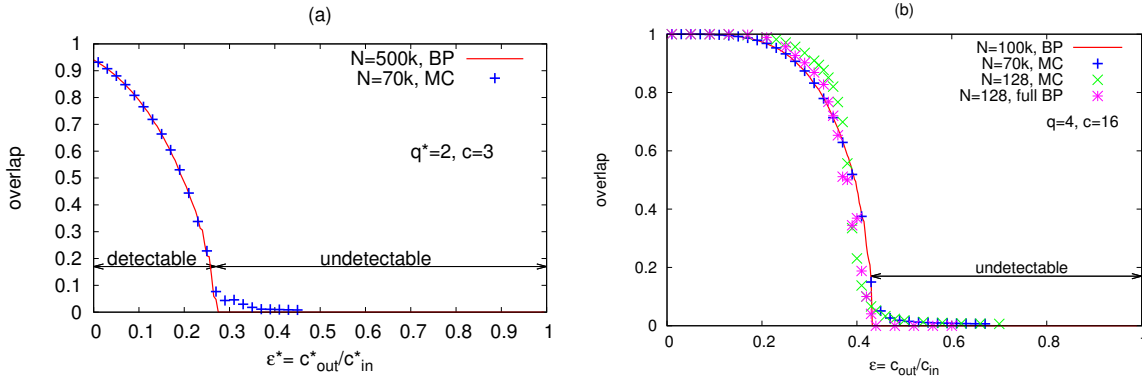 (a)
1
0.9
0.8
0.7
0.6
0.5
0.4
0.3
0.2
0.1
0
overlap
N=500k, BP
N=70k, MC
q*=2, c=3
detectable
undetectable
0 0.1 0.2 0.3 0.4 0.5 0.6 0.7 0.8 0.9 1
ε*= c*out/c*in
(b)
1
0.8
0.6
0.4
0.2
0
overlap
N=100k, BP
N=70k, MC
N=128, MC
N=128, full BP
q=4, c=16
undetectable
0 0.2 0.4 0.6 0.8 1
ε= cout/cin